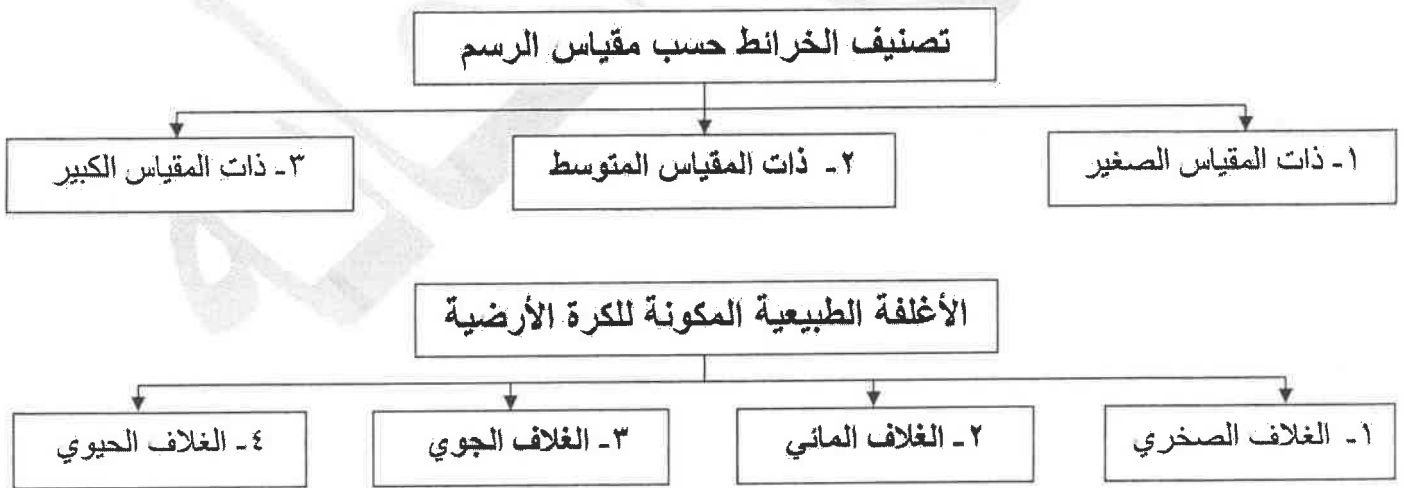 تصنيف الخرائط حسب مقياس الرسم
١- ذات المقياس الصغير
٢- ذات المقياس المتوسط
٣- ذات المقياس الكبير
الأغلفة الطبيعية المكونة للكرة الأرضية
١- الغلاف الصخري
٢- الغلاف المائي
٣- الغلاف الجوي
٤- الغلاف الحيوي